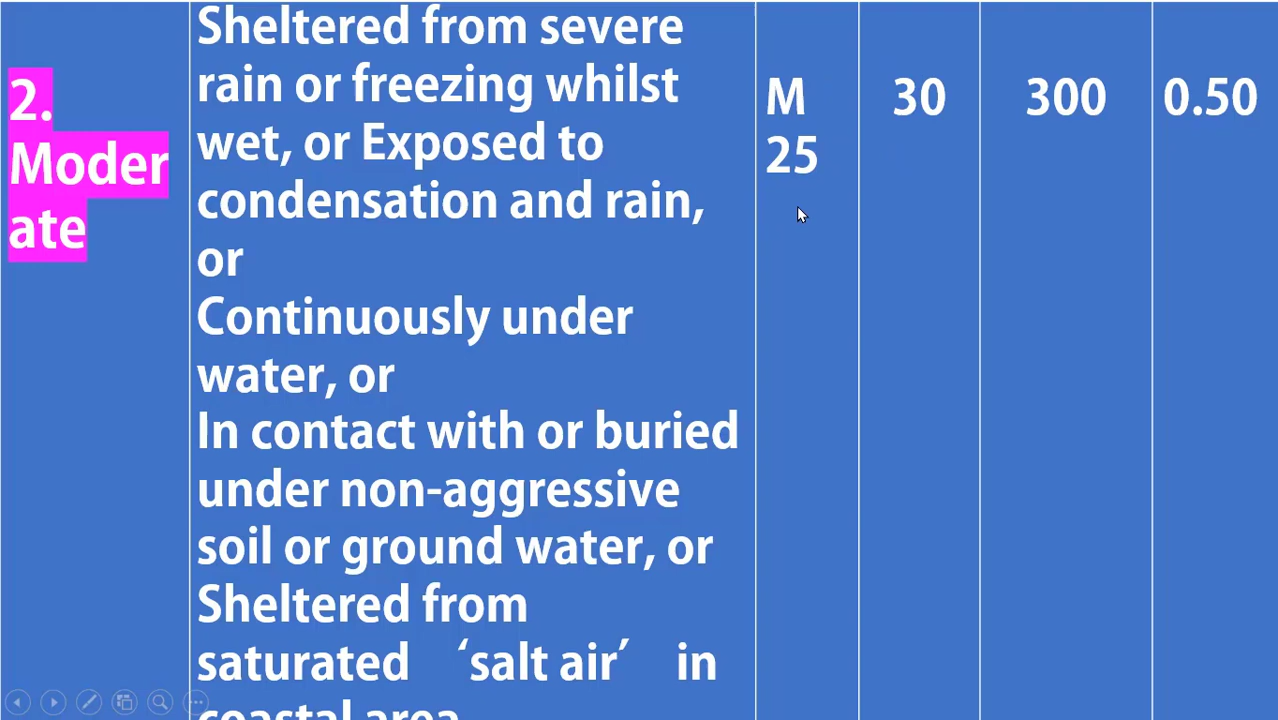 2.
Moder
ate
Sheltered from severe
rain or freezing whilst
wet, or Exposed to
condensation and rain,
or
Continuously under
water, or
In contact with or buried
under non-aggressive
soil or ground water, or
Sheltered from
saturated ‘salt air’ in
coastal area
M
25
30
300
0.50